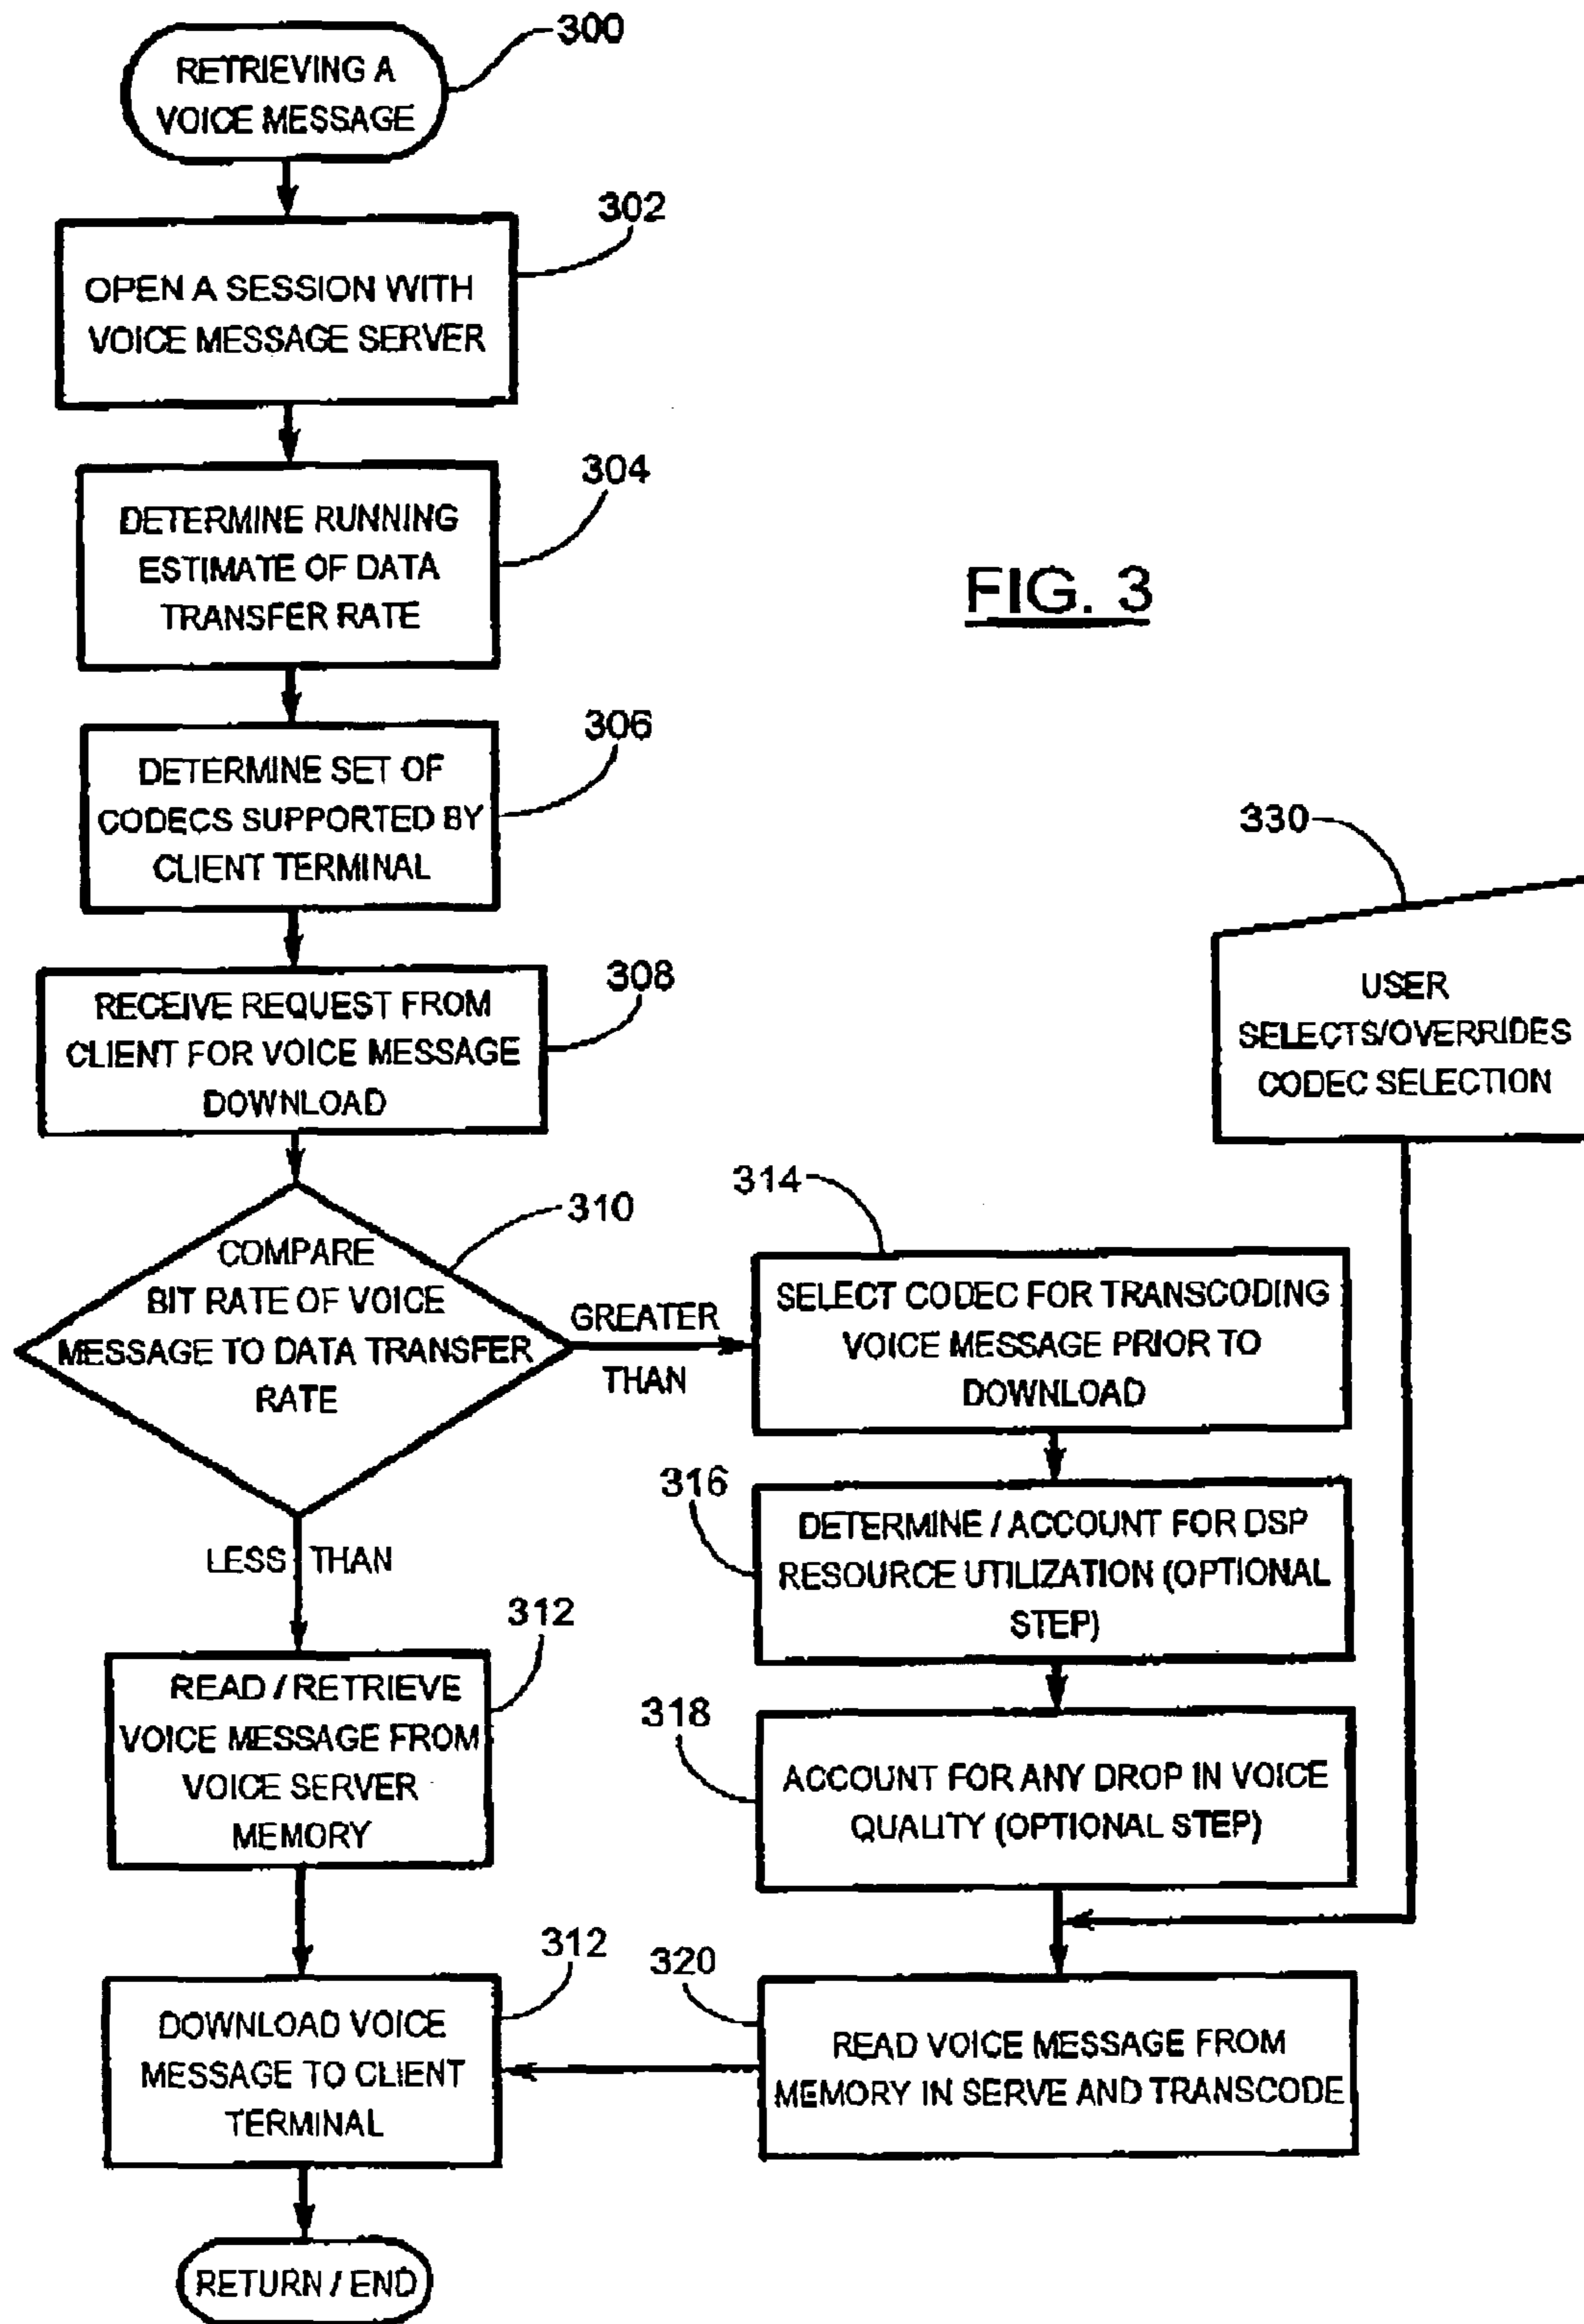 300
RETRIEVING A
VOICE MESSAGE
302
OPEN A SESSION WITH
VOICE MESSAGE SERVER
304
DETERMINE RUNNING
ESTIMATE OF DATA
TRANSFER RATE
FIG. 3
306
DETERMINE SET OF
CODECS SUPPORTED BY
CLIENT TERMINAL
308
RECEIVE REQUEST FROM
CLIENT FOR VOICE MESSAGE
DOWNLOAD
330
USER
SELECTS/OVERRIDES
CODEC SELECTION
310
COMPARE
BIT RATE OF VOICE
MESSAGE TO DATA TRANSFER
RATE
GREATER
THAN
314
SELECT CODEC FOR TRANSCODING
VOICE MESSAGE PRIOR TO
DOWNLOAD
316
DETERMINE / ACCOUNT FOR DSP
RESOURCE UTILIZATION (OPTIONAL
STEP)
LESS THAN
312
READ / RETRIEVE
VOICE MESSAGE FROM
VOICE SERVER
MEMORY
318
ACCOUNT FOR ANY DROP IN VOICE
QUALITY (OPTIONAL STEP)
312
DOWNLOAD VOICE
MESSAGE TO CLIENT
TERMINAL
320
READ VOICE MESSAGE FROM
MEMORY IN SERVE AND TRANSCODE
RETURN / END